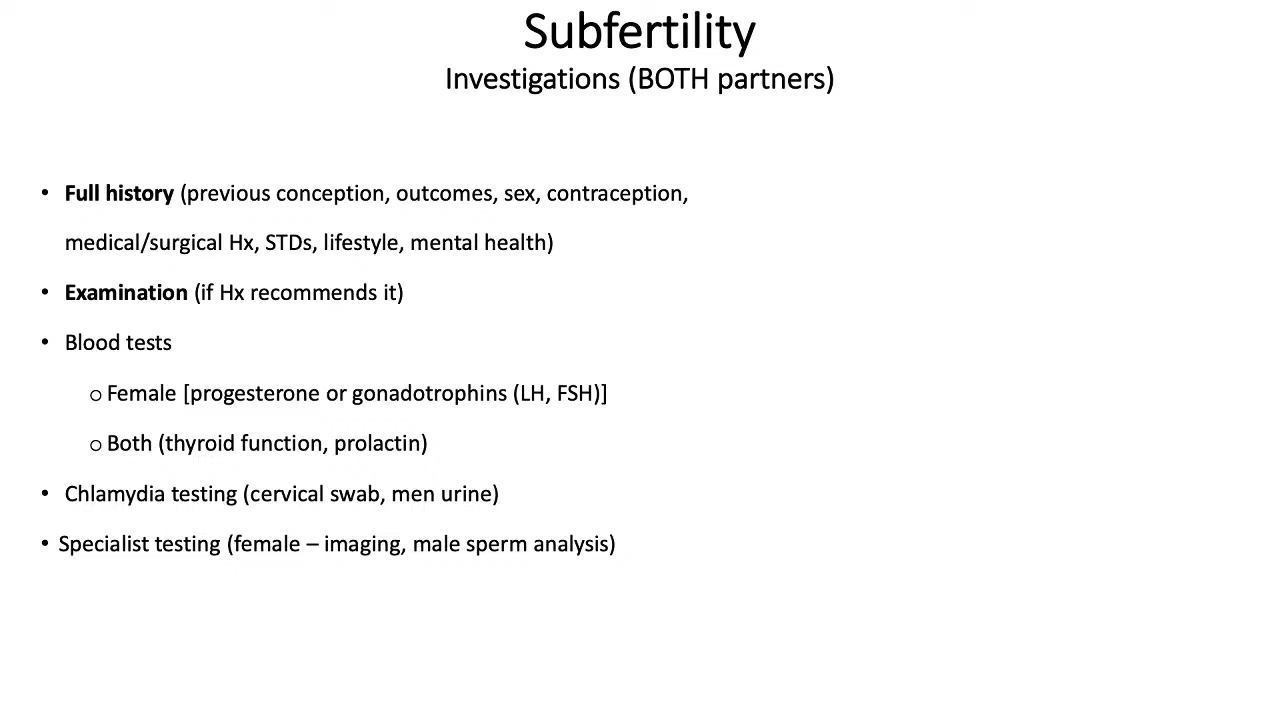 Subfertility
Investigations (BOTH partners)
• Full history (previous conception, outcomes, sex, contraception,
medical/surgical Hx, STDs, lifestyle, mental health)
• Examination (if Hx recommends it)
• Blood tests
o Female [progesterone or gonadotrophins (LH, FSH)]
o Both (thyroid function, prolactin)
• Chlamydia testing (cervical swab, men urine)
• Specialist testing (female – imaging, male sperm analysis)